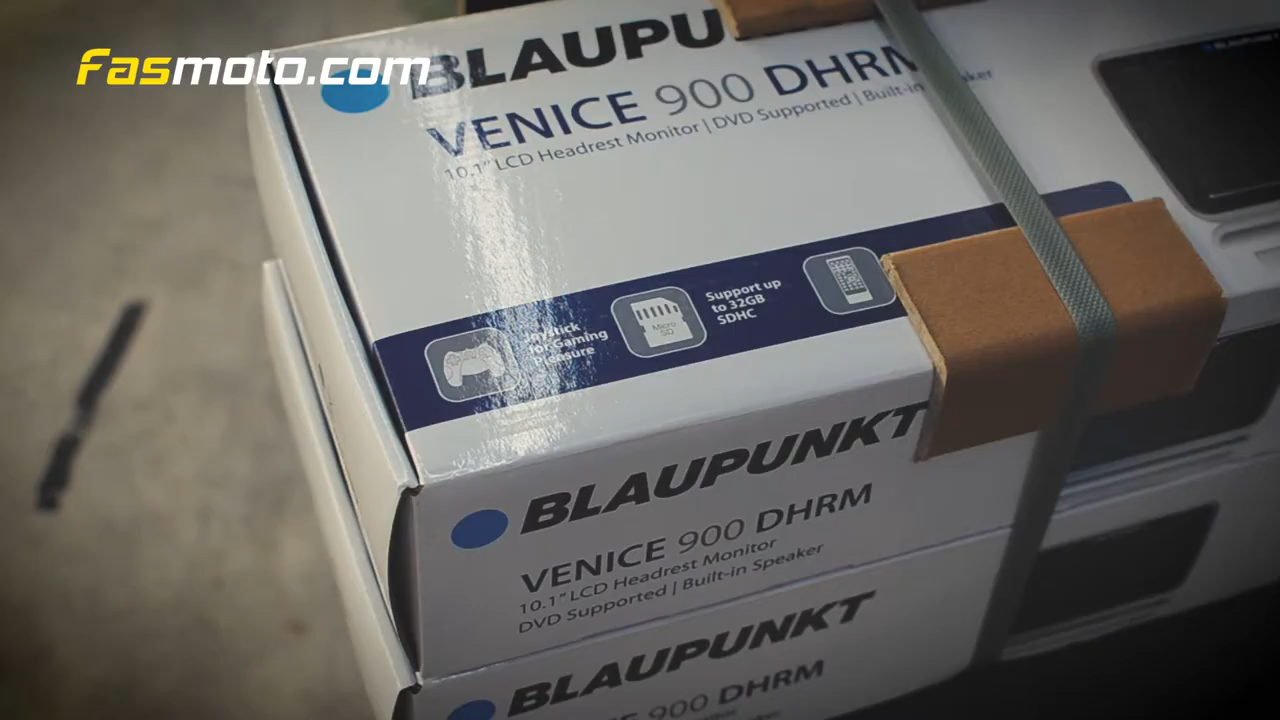 Fasmoto.com
BLAUPU
VENICE 900 DHRM
10.1" LCD Headrest Monitor | DVD Supported | Built-in
Joystick
for Gaming
Pleasure
Micro
SD
Support up
to 32GB
SDHC
BLAUPUNKT
BLAUPUNKT
VENICE 900 DHRM
10.1" LCD Headrest Monitor
DVD Supported | Built-in Speaker
BLAUPUNKT
900 DHRM